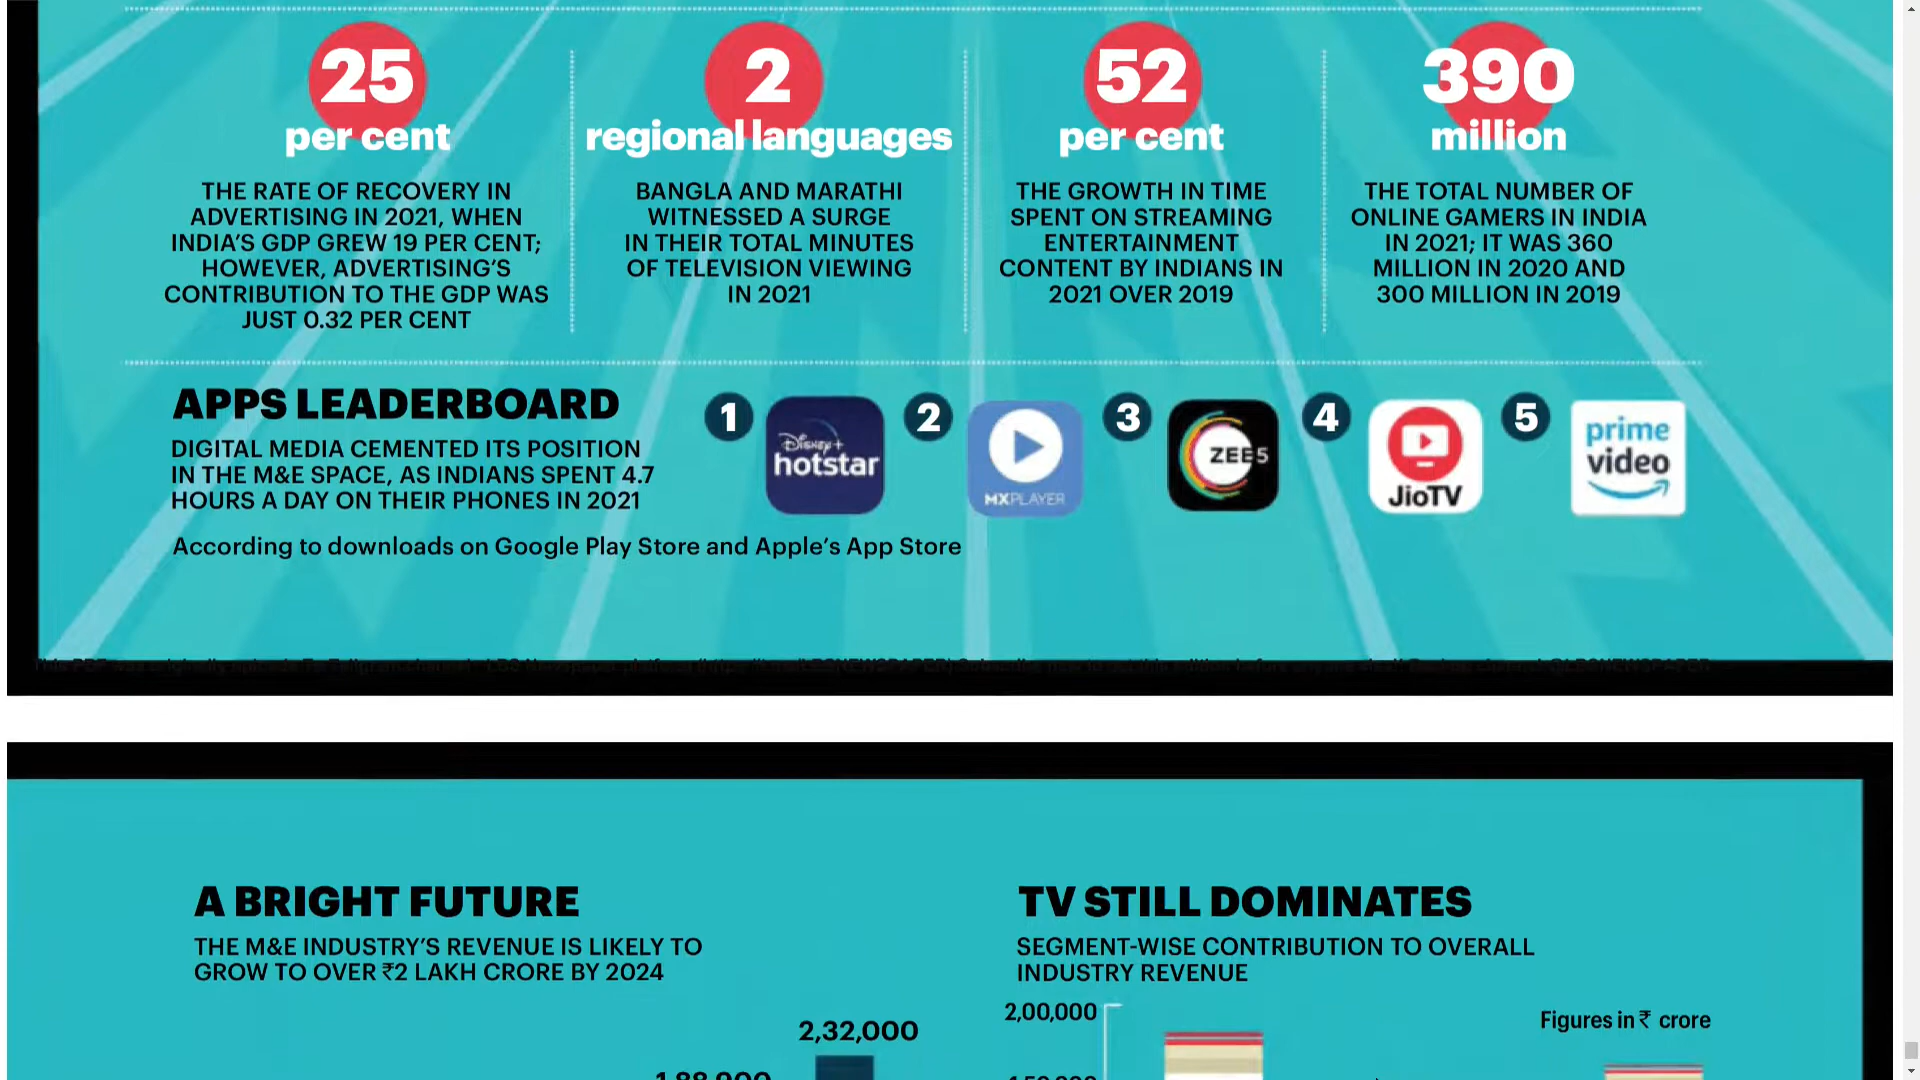 25
per cent
THE RATE OF RECOVERY IN
ADVERTISING IN 2021, WHEN
INDIA'S GDP GREW 19 PER CENT;
HOWEVER, ADVERTISING'S
CONTRIBUTION TO THE GDP WAS
JUST 0.32 PER CENT
2
regional languages
BANGLA AND MARATHI
WITNESSED A SURGE
IN THEIR TOTAL MINUTES
OF TELEVISION VIEWING
IN 2021
52
per cent
THE GROWTH IN TIME
SPENT ON STREAMING
ENTERTAINMENT
CONTENT BY INDIANS IN
2021 OVER 2019
390
million
THE TOTAL NUMBER OF
ONLINE GAMERS IN INDIA
IN 2021; IT WAS 360
MILLION IN 2020 AND
300 MILLION IN 2019
APPS LEADERBOARD
DIGITAL MEDIA CEMENTED ITS POSITION
IN THE M&E SPACE, AS INDIANS SPENT 4.7
HOURS A DAY ON THEIR PHONES IN 2021
According to downloads on Google Play Store and Apple's App Store
1
Disney+
hotstar
2
MXPLAYER
3
ZEE5
4
JioTV
5
prime
video
A BRIGHT FUTURE
THE M&E INDUSTRY'S REVENUE IS LIKELY TO
GROW TO OVER ₹2 LAKH CRORE BY 2024
2,32,000
1,88,000
TV STILL DOMINATES
SEGMENT-WISE CONTRIBUTION TO OVERALL
INDUSTRY REVENUE
2,00,000
Figures in ₹ crore